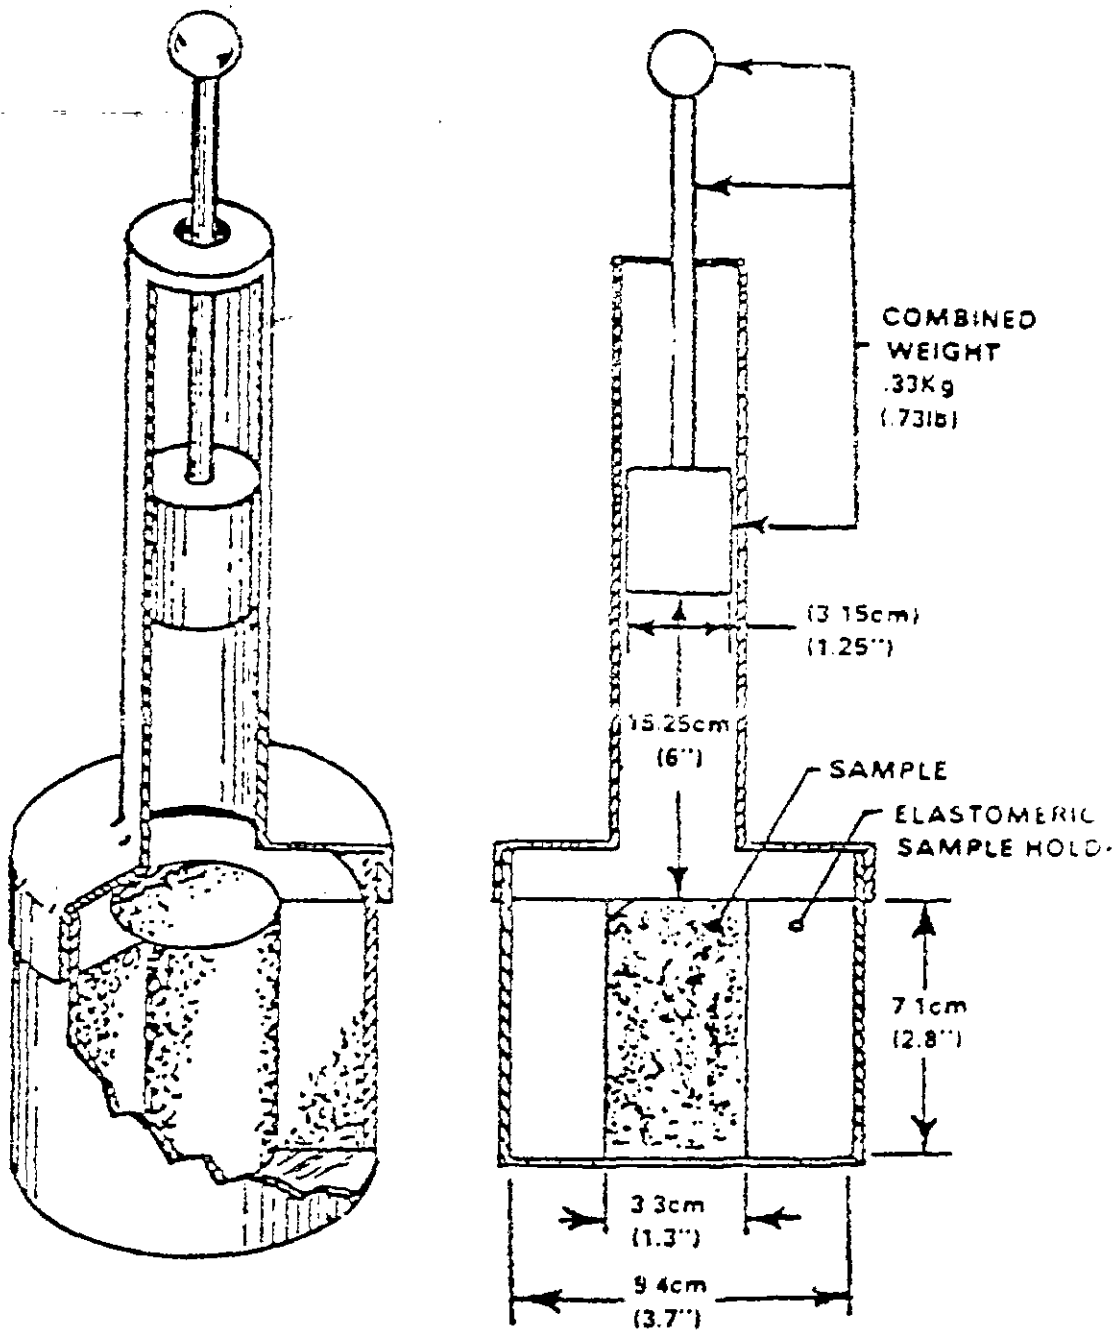 COMBINED
WEIGHT
.33Kg
(.73lb)
(3.15cm)
(1.25")
15.25cm
(6")
SAMPLE
ELASTOMERIC
SAMPLE HOLD
7.1cm
(2.8")
3.3cm
(1.3")
9.4cm
(3.7")